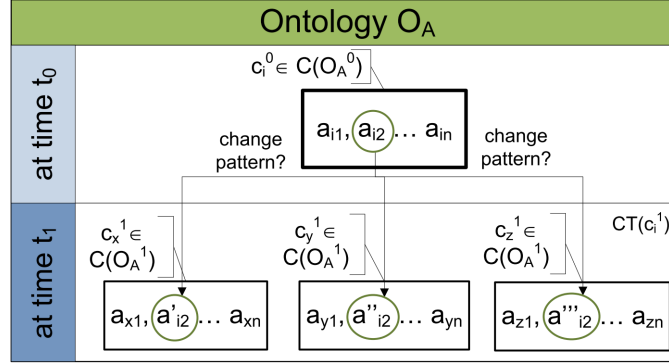 Ontology O_A
at time t_0
c_i^0 ∈ C(O_A^0)
a_i1, a_i2 … a_in
change pattern?
change pattern?
at time t_1
c_x^1 ∈
C(O_A^1)
c_y^1 ∈
C(O_A^1)
c_z^1 ∈
C(O_A^1)
CT(c_i^1)
a_x1, a'_i2 … a_xn
a_y1, a''_i2 … a_yn
a_z1, a'''_i2 … a_zn